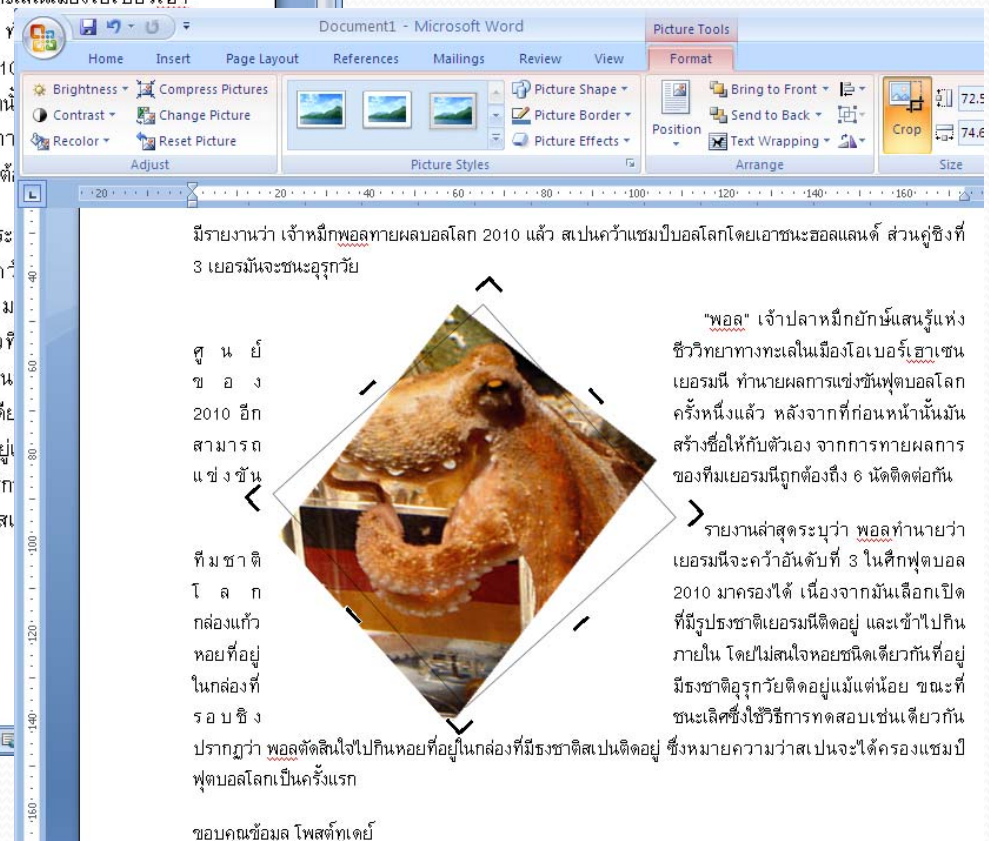 Document1 - Microsoft Word
Picture Tools
Home Insert Page Layout References Mailings Review View Format
Brightness Compress Pictures
Contrast Change Picture
Recolor Reset Picture
Adjust
Picture Styles
Picture Shape
Picture Border
Picture Effects
Position
Bring to Front
Send to Back
Text Wrapping
Arrange
Crop
72.5
74.6
Size
20 20 40 60 80 100 120 140 160
40
60
80
100
120
140
160
มีรายงานว่า เจ้าหมึกพอลทายผลบอลโลก 2010 แล้ว สเปนคว้าแชมป์บอลโลกโดยเอาชนะฮอลแลนด์ ส่วนคู่ชิงที่
3 เยอรมันจะชนะอุรุกวัย
"พอล" เจ้าปลาหมึกยักษ์แสนรู้แห่ง
ศูนย์ ชีววิทยาทางทะเลในเมืองโอเบอร์เฮาเซน
ของ เยอรมนี ทำนายผลการแข่งขันฟุตบอลโลก
2010 อีก ครั้งหนึ่งแล้ว หลังจากที่ก่อนหน้านั้นมัน
สามารถ สร้างชื่อให้กับตัวเอง จากการทายผลการ
แข่งขัน ของทีมเยอรมนีถูกต้องถึง 6 นัดติดต่อกัน
รายงานล่าสุดระบุว่า พอลทำนายว่า
ทีมชาติ เยอรมนีจะคว้าอันดับที่ 3 ในศึกฟุตบอล
โลก 2010 มาครองได้ เนื่องจากมันเลือกเปิด
กล่องแก้ว ที่มีรูปธงชาติเยอรมนีติดอยู่ และเข้าไปกิน
หอยที่อยู่ ภายใน โดยไม่สนใจหอยชนิดเดียวกันที่อยู่
ในกล่องที่ มีธงชาติอุรุกวัยติดอยู่แม้แต่น้อย ขณะที่
รอบชิง ชนะเลิศซึ่งใช้วิธีการทดสอบเช่นเดียวกัน
ปรากฏว่า พอลตัดสินใจไปกินหอยที่อยู่ในกล่องที่มีธงชาติสเปนติดอยู่ ซึ่งหมายความว่าสเปนจะได้ครองแชมป์
ฟุตบอลโลกเป็นครั้งแรก
ขอบคุณข้อมูล โพสต์ทูเดย์